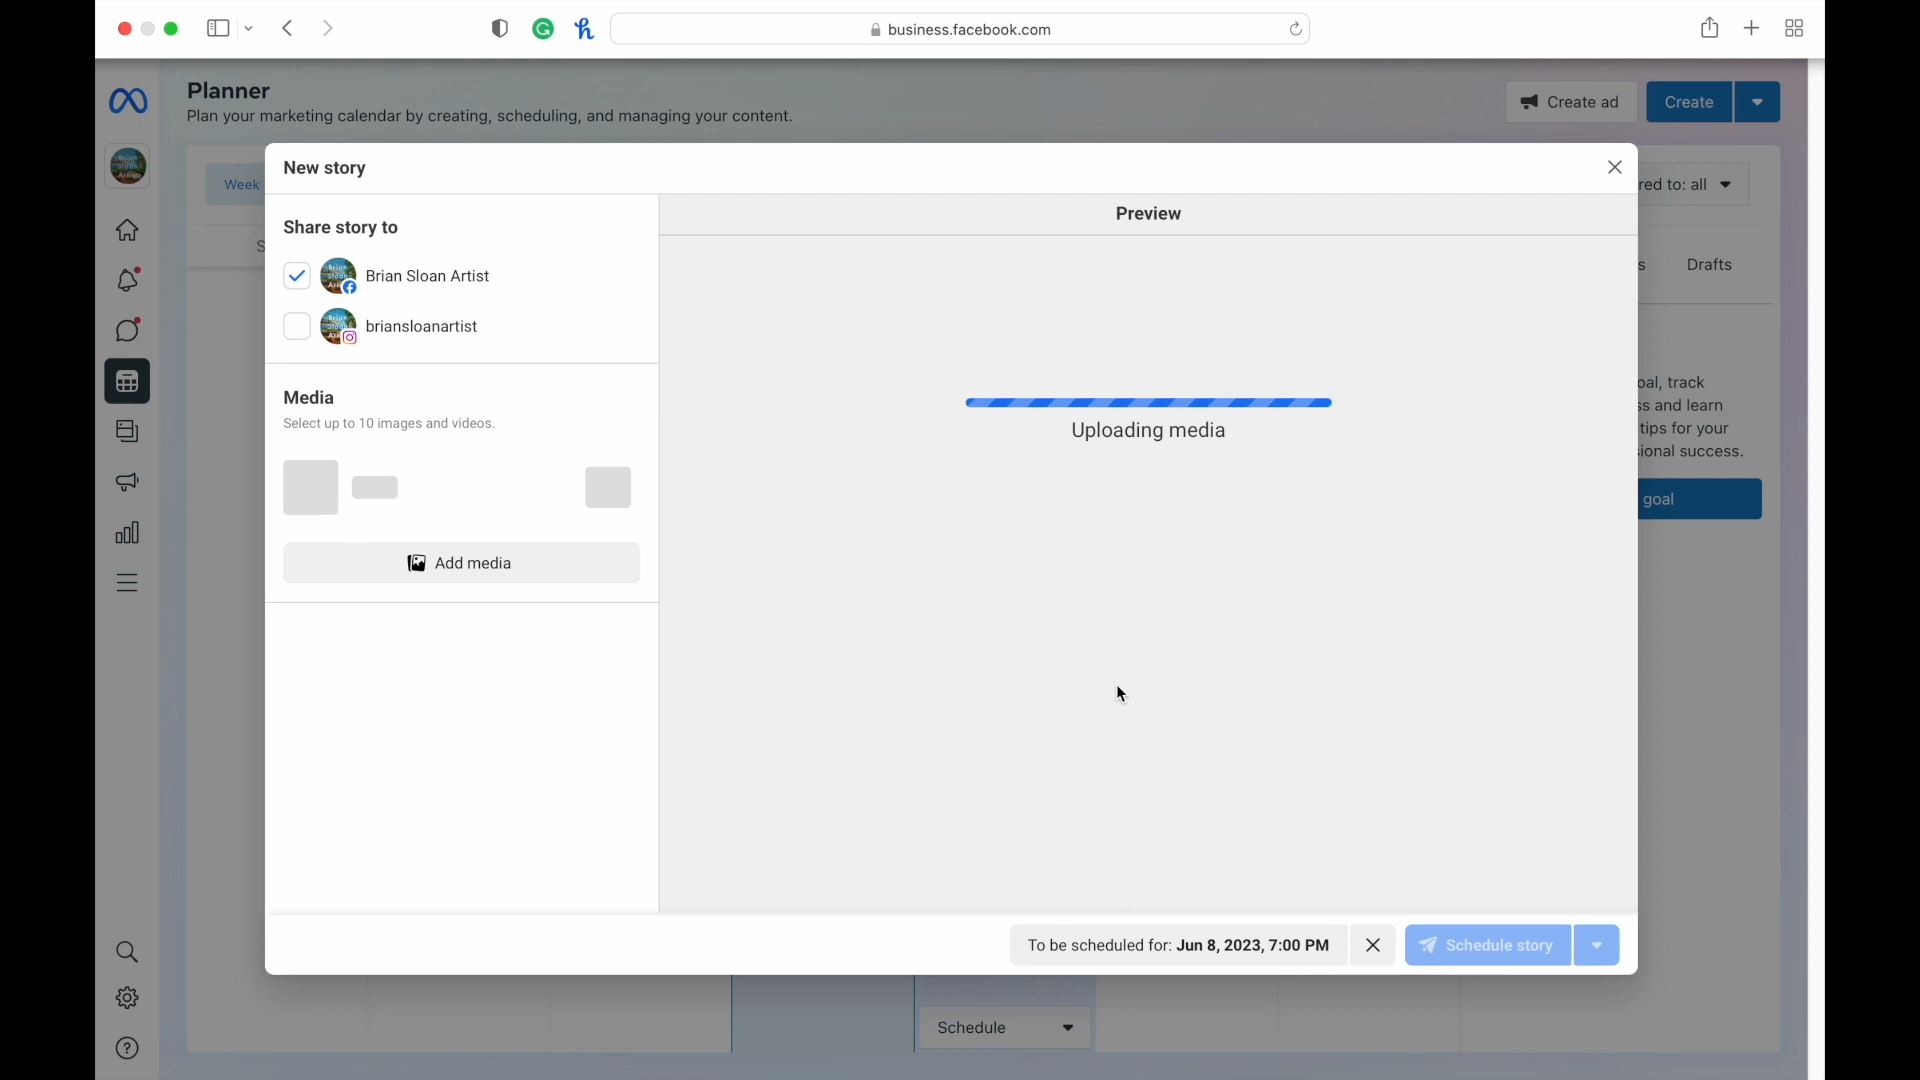 business.facebook.com
Planner
Plan your marketing calendar by creating, scheduling, and managing your content.
Create ad
Create
Week
red to: all
New story
Share story to
Brian Sloan Artist
briansloanartist
Media
Select up to 10 images and videos.
Add media
Preview
Uploading media
S
s
Drafts
oal, track
ss and learn
tips for your
ional success.
goal
To be scheduled for: Jun 8, 2023, 7:00 PM
Schedule story
Schedule